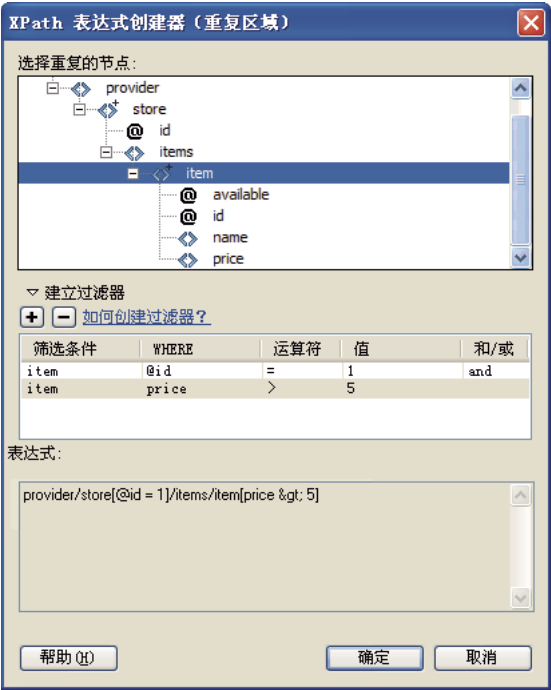 XPath 表达式创建器（重复区域）
选择重复的节点:
provider
store
@ id
items
item
@ available
@ id
name
price
建立过滤器
如何创建过滤器?
筛选条件 WHERE 运算符 值 和/或
item @id = 1 and
item price > 5
表达式:
provider/store[@id = 1]/items/item[price &gt; 5]
帮助(H) 确定 取消